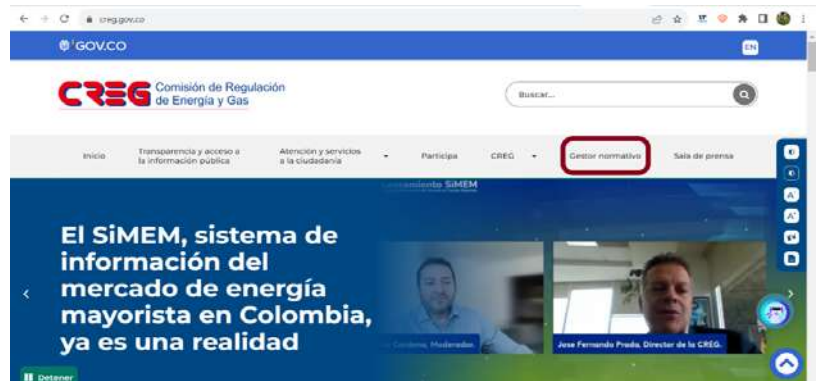 creg.gov.co
GOV.CO
EN
CREG
Comisión de Regulación
de Energía y Gas
Buscar...
Inicio
Transparencia y acceso a
la información pública
Atención y servicios
a la ciudadanía
Participa
CREG
Gestor normativo
Sala de prensa
Lanzamiento SiMEM
El SiMEM, sistema de
información del
mercado de energía
mayorista en Colombia,
ya es una realidad
Cardona, Moderador.
Jose Fernando Prada, Director de la CREG.
Detener